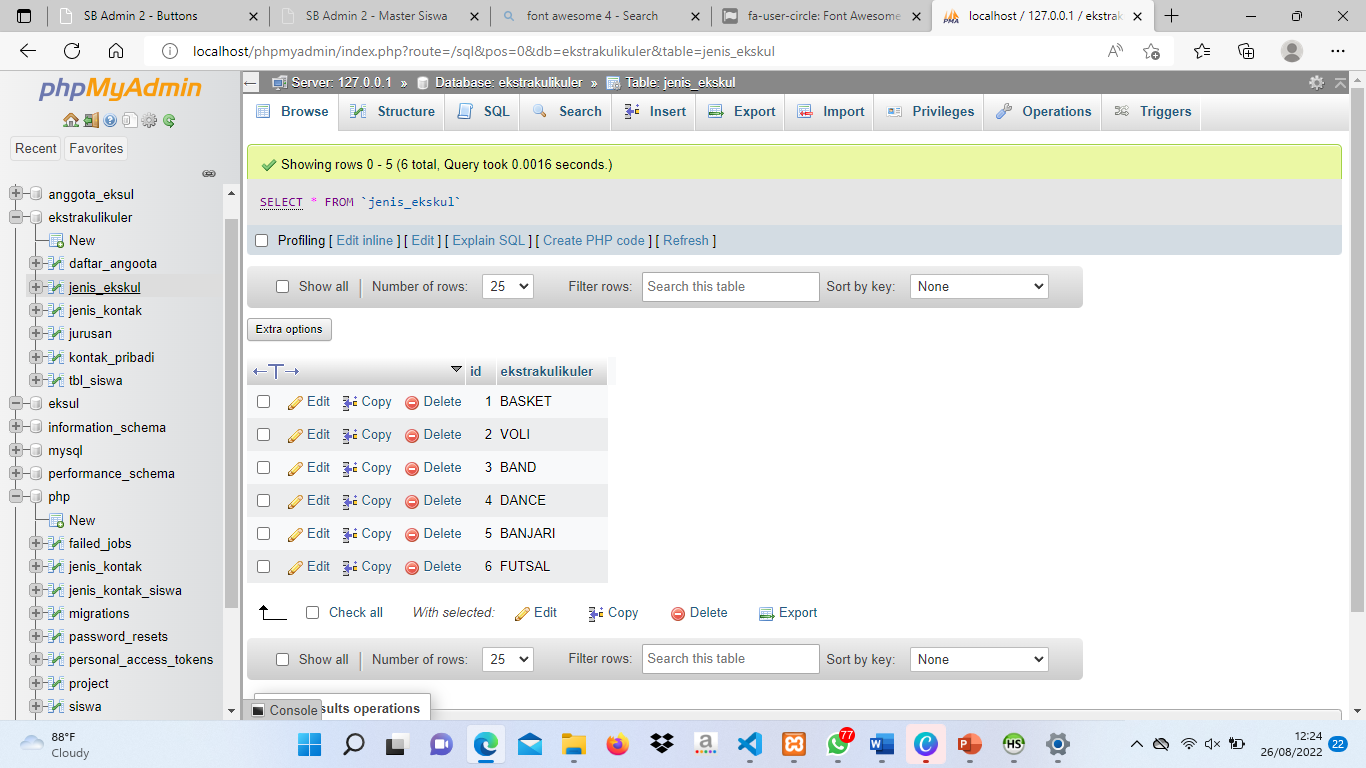 SB Admin 2 - Buttons
SB Admin 2 - Master Siswa
font awesome 4 - Search
fa-user-circle: Font Awesome
localhost / 127.0.0.1 / ekstrak
localhost/phpmyadmin/index.php?route=/sql&pos=0&db=ekstrakulikuler&table=jenis_ekskul
phpMyAdmin
Recent
Favorites
anggota_eksul
ekstrakulikuler
New
daftar_angoota
jenis_ekskul
jenis_kontak
jurusan
kontak_pribadi
tbl_siswa
eksul
information_schema
mysql
performance_schema
php
New
failed_jobs
jenis_kontak
jenis_kontak_siswa
migrations
password_resets
personal_access_tokens
project
siswa
Server: 127.0.0.1 » Database: ekstrakulikuler » Table: jenis_ekskul
Browse Structure SQL Search Insert Export Import Privileges Operations Triggers
Showing rows 0 - 5 (6 total, Query took 0.0016 seconds.)
SELECT * FROM `jenis_ekskul`
Profiling [ Edit inline ] [ Edit ] [ Explain SQL ] [ Create PHP code ] [ Refresh ]
Show all Number of rows: 25 Filter rows: Search this table Sort by key: None
Extra options
id ekstrakulikuler
Edit Copy Delete 1 BASKET
Edit Copy Delete 2 VOLI
Edit Copy Delete 3 BAND
Edit Copy Delete 4 DANCE
Edit Copy Delete 5 BANJARI
Edit Copy Delete 6 FUTSAL
Check all With selected: Edit Copy Delete Export
Show all Number of rows: 25 Filter rows: Search this table Sort by key: None
Console
sults operations
88°F
Cloudy
77
HS
12:24
26/08/2022
22